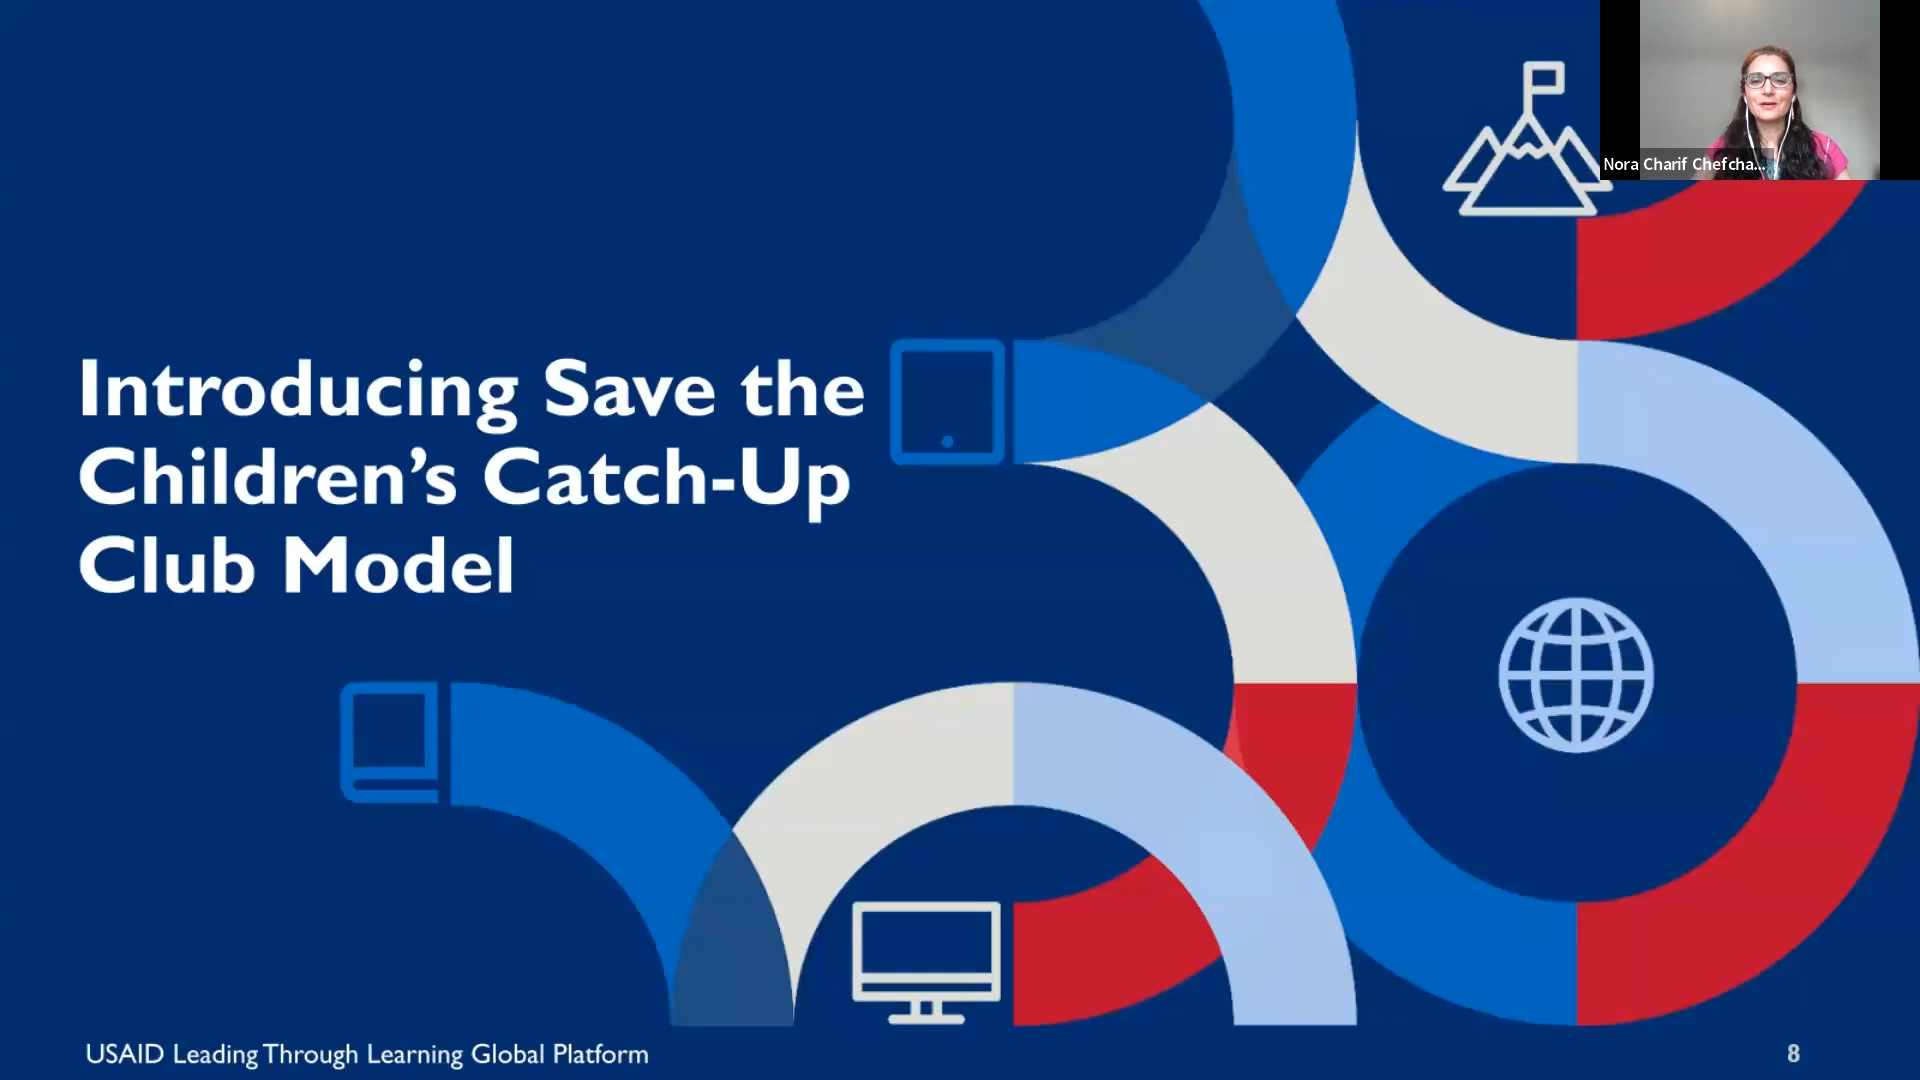 Nora Charif Chefcha...
Introducing Save the
Children’s Catch-Up
Club Model
USAID Leading Through Learning Global Platform
8